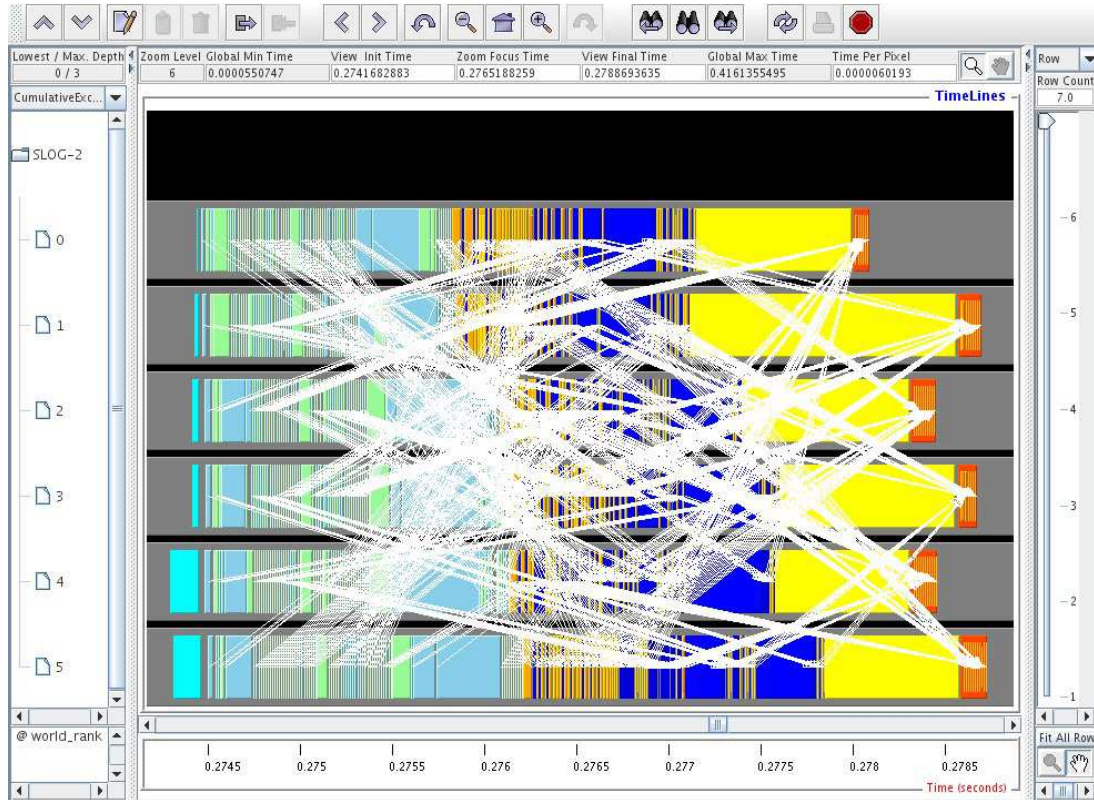 Lowest / Max. Depth
0 / 3
CumulativeExc...
Zoom Level
6
Global Min Time
0.0000550747
View Init Time
0.2741682883
Zoom Focus Time
0.2765188259
View Final Time
0.2788693635
Global Max Time
0.4161355495
Time Per Pixel
0.0000060193
Row
Row Count
7.0
TimeLines
SLOG-2
0
1
2
3
4
5
6
5
4
3
2
1
@ world_rank
Fit All Row
0.2745
0.275
0.2755
0.276
0.2765
0.277
0.2775
0.278
0.2785
Time (seconds)